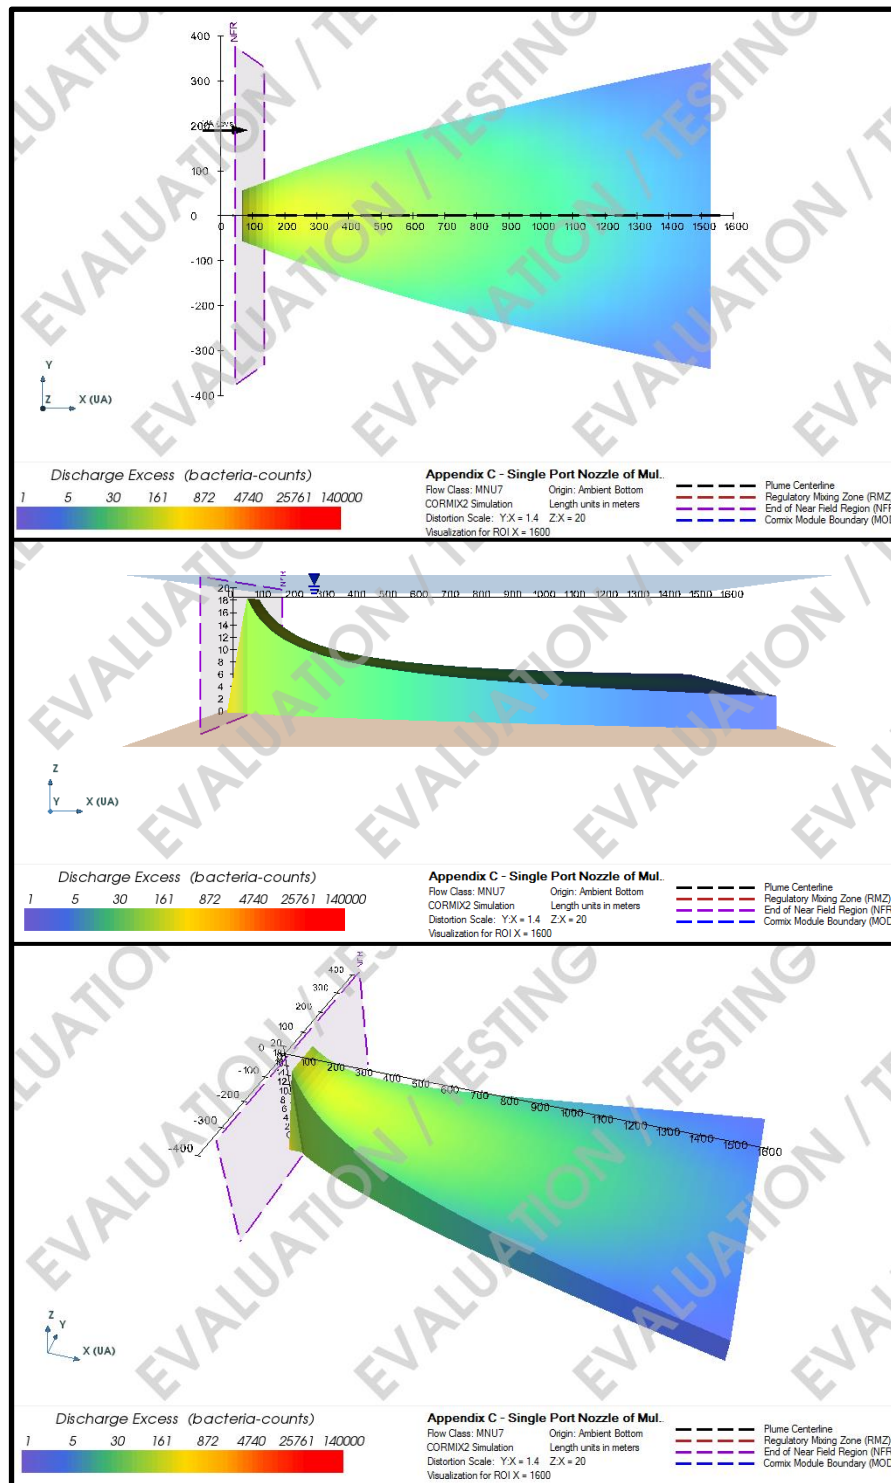 EVALUATION / TESTING
NFR
400
300
200
100
0
-100
-200
-300
-400
0 100 200 300 400 500 600 700 800 900 1000 1100 1200 1300 1400 1500 1600
Y
Z X (UA)
Discharge Excess (bacteria-counts)
1 5 30 161 872 4740 25761 140000
Appendix C - Single Port Nozzle of Mul..
Flow Class: MNU7 Origin: Ambient Bottom
CORMIX2 Simulation Length units in meters
Distortion Scale: Y:X = 1.4 Z:X = 20
Visualization for ROI X = 1600
Plume Centerline
Regulatory Mixing Zone (RMZ)
End of Near Field Region (NFR
Cormix Module Boundary (MOD
EVALUATION / TESTING
20
18
16
14
12
10
8
6
4
2
0
100 200 300 400 500 600 700 800 900 1000 1100 1200 1300 1400 1500 1600
Z
Y X (UA)
Discharge Excess (bacteria-counts)
1 5 30 161 872 4740 25761 140000
Appendix C - Single Port Nozzle of Mul..
Flow Class: MNU7 Origin: Ambient Bottom
CORMIX2 Simulation Length units in meters
Distortion Scale: Y:X = 1.4 Z:X = 20
Visualization for ROI X = 1600
Plume Centerline
Regulatory Mixing Zone (RMZ)
End of Near Field Region (NFR
Cormix Module Boundary (MOD
EVALUATION / TESTING
400
300
200
100
0
-100
-200
-300
-400
100 200 300 400 500 600 700 800 900 1000 1100 1200 1300 1400 1500 1600
Z
Y
X (UA)
Discharge Excess (bacteria-counts)
1 5 30 161 872 4740 25761 140000
Appendix C - Single Port Nozzle of Mul..
Flow Class: MNU7 Origin: Ambient Bottom
CORMIX2 Simulation Length units in meters
Distortion Scale: Y:X = 1.4 Z:X = 20
Visualization for ROI X = 1600
Plume Centerline
Regulatory Mixing Zone (RMZ)
End of Near Field Region (NFR
Cormix Module Boundary (MOD